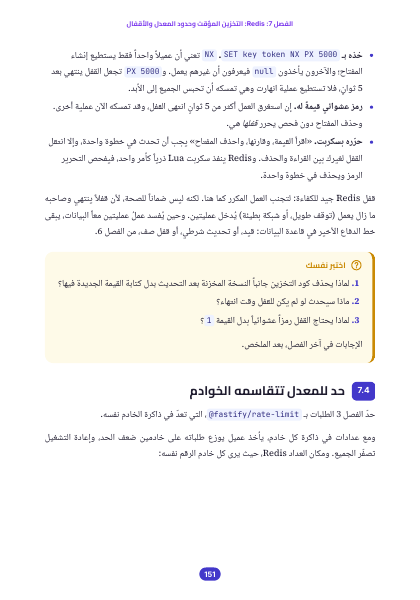 الفصل 7: Redis: التخزين المؤقت وحدود المعدل والأقفال
• خذه بـ SET key token NX PX 5000 . NX تعني أن عميلاً واحداً فقط يستطيع إنشاء
المفتاح؛ والآخرون يأخذون null فيعرفون أن غيرهم يعمل. و PX 5000 تجعل القفل ينتهي بعد
5 ثوانٍ، فلا تستطيع عملية انهارت وهي تمسكه أن تحبس الجميع إلى الأبد.
• رمز عشوائي قيمةً له. إن استغرق العمل أكثر من 5 ثوانٍ انتهى القفل، وقد تمسكه الآن عملية أخرى.
وحذف المفتاح دون فحص يحرر قفلها هي.
• حرّره بسكربت. «اقرأ القيمة، وقارنها، واحذف المفتاح» يجب أن تحدث في خطوة واحدة، وإلا انتقل
القفل لغيرك بين القراءة والحذف. وRedis ينفذ سكربت Lua ذرياً كأمر واحد، فيفحص التحرير
الرمز ويحذف في خطوة واحدة.
قفل Redis جيد للكفاءة: لتجنب العمل المكرر كما هنا. لكنه ليس ضماناً للصحة، لأن قفلاً ينتهي وصاحبه
ما زال يعمل (توقف طويل، أو شبكة بطيئة) يُدخل عمليتين. وحين يُفسد عملُ عمليتين معاً البيانات، يبقى
خط الدفاع الأخير في قاعدة البيانات: قيد، أو تحديث شرطي، أو قفل صف، من الفصل 6.
اختبر نفسك
1. لماذا يحذف كود التخزين جانباً النسخة المخزنة بعد التحديث بدل كتابة القيمة الجديدة فيها؟
2. ماذا سيحدث لو لم يكن للقفل وقت انتهاء؟
3. لماذا يحتاج القفل رمزاً عشوائياً بدل القيمة 1 ؟
الإجابات في آخر الفصل، بعد الملخص.
7.4 حد للمعدل تتقاسمه الخوادم
حدّ الفصل 3 الطلبات بـ @fastify/rate-limit ، التي تعدّ في ذاكرة الخادم نفسه.
ومع عدادات في ذاكرة كل خادم، يأخذ عميل يوزع طلباته على خادمين ضعف الحد، وإعادة التشغيل
تصفّر الجميع. ومكان العداد Redis، حيث يرى كل خادم الرقم نفسه:
151